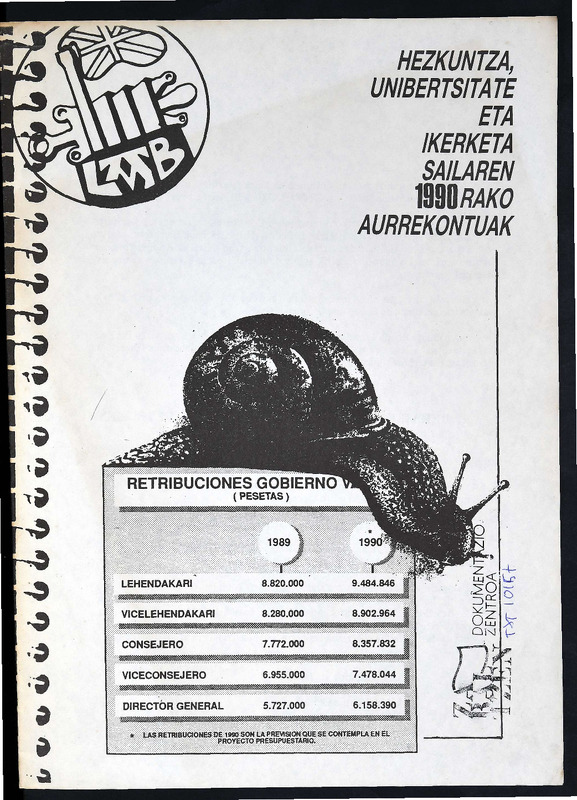 LAB
HEZKUNTZA,
UNIBERTSITATE
ETA
IKERKETA
SAILAREN
1990RAKO
AURREKONTUAK
RETRIBUCIONES GOBIERNO V
( PESETAS )
1989 1990
LEHENDAKARI 8.820.000 9.484.846
VICELEHENDAKARI 8.280.000 8.902.964
CONSEJERO 7.772.000 8.357.832
VICECONSEJERO 6.955.000 7.478.044
DIRECTOR GENERAL 5.727.000 6.158.390
* LAS RETRIBUCIONES DE 1990 SON LA PREVISION QUE SE CONTEMPLA EN EL
PROYECTO PRESUPUESTARIO.
DOKUMENTAZIO
ZENTROA